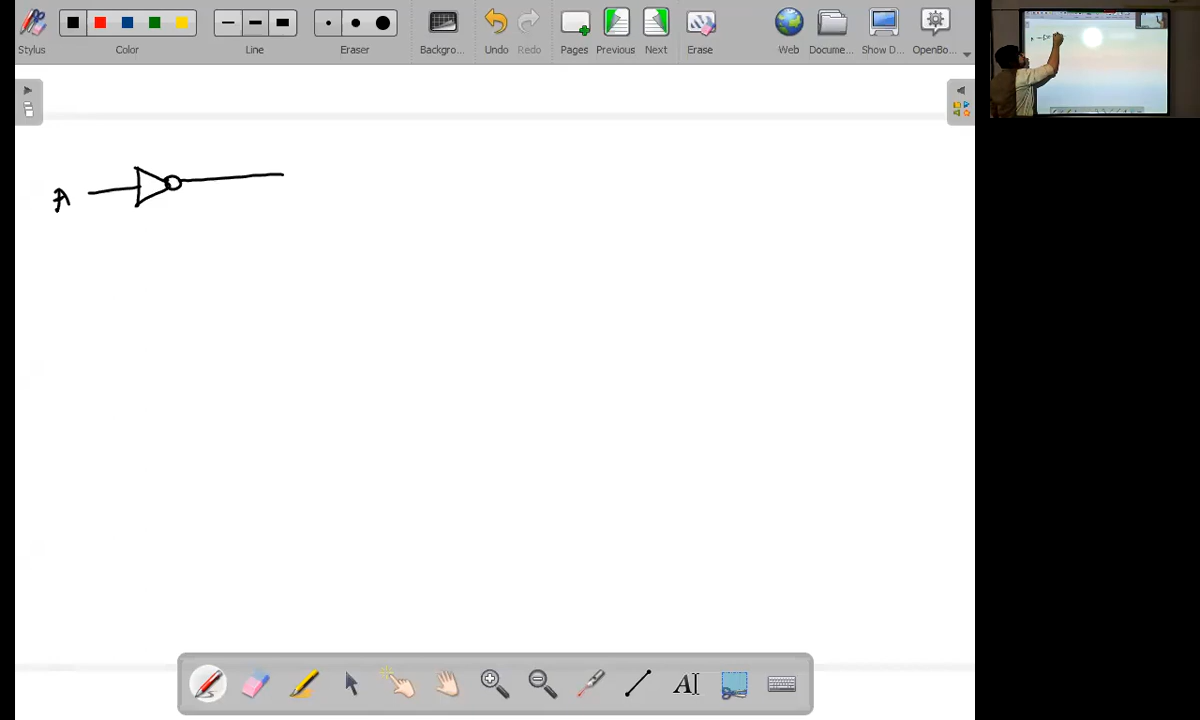 Stylus
Color
Line
Eraser
Backgro...
Undo
Redo
Pages
Previous
Next
Erase
Web
Docume...
Show D...
OpenBo...
A
A